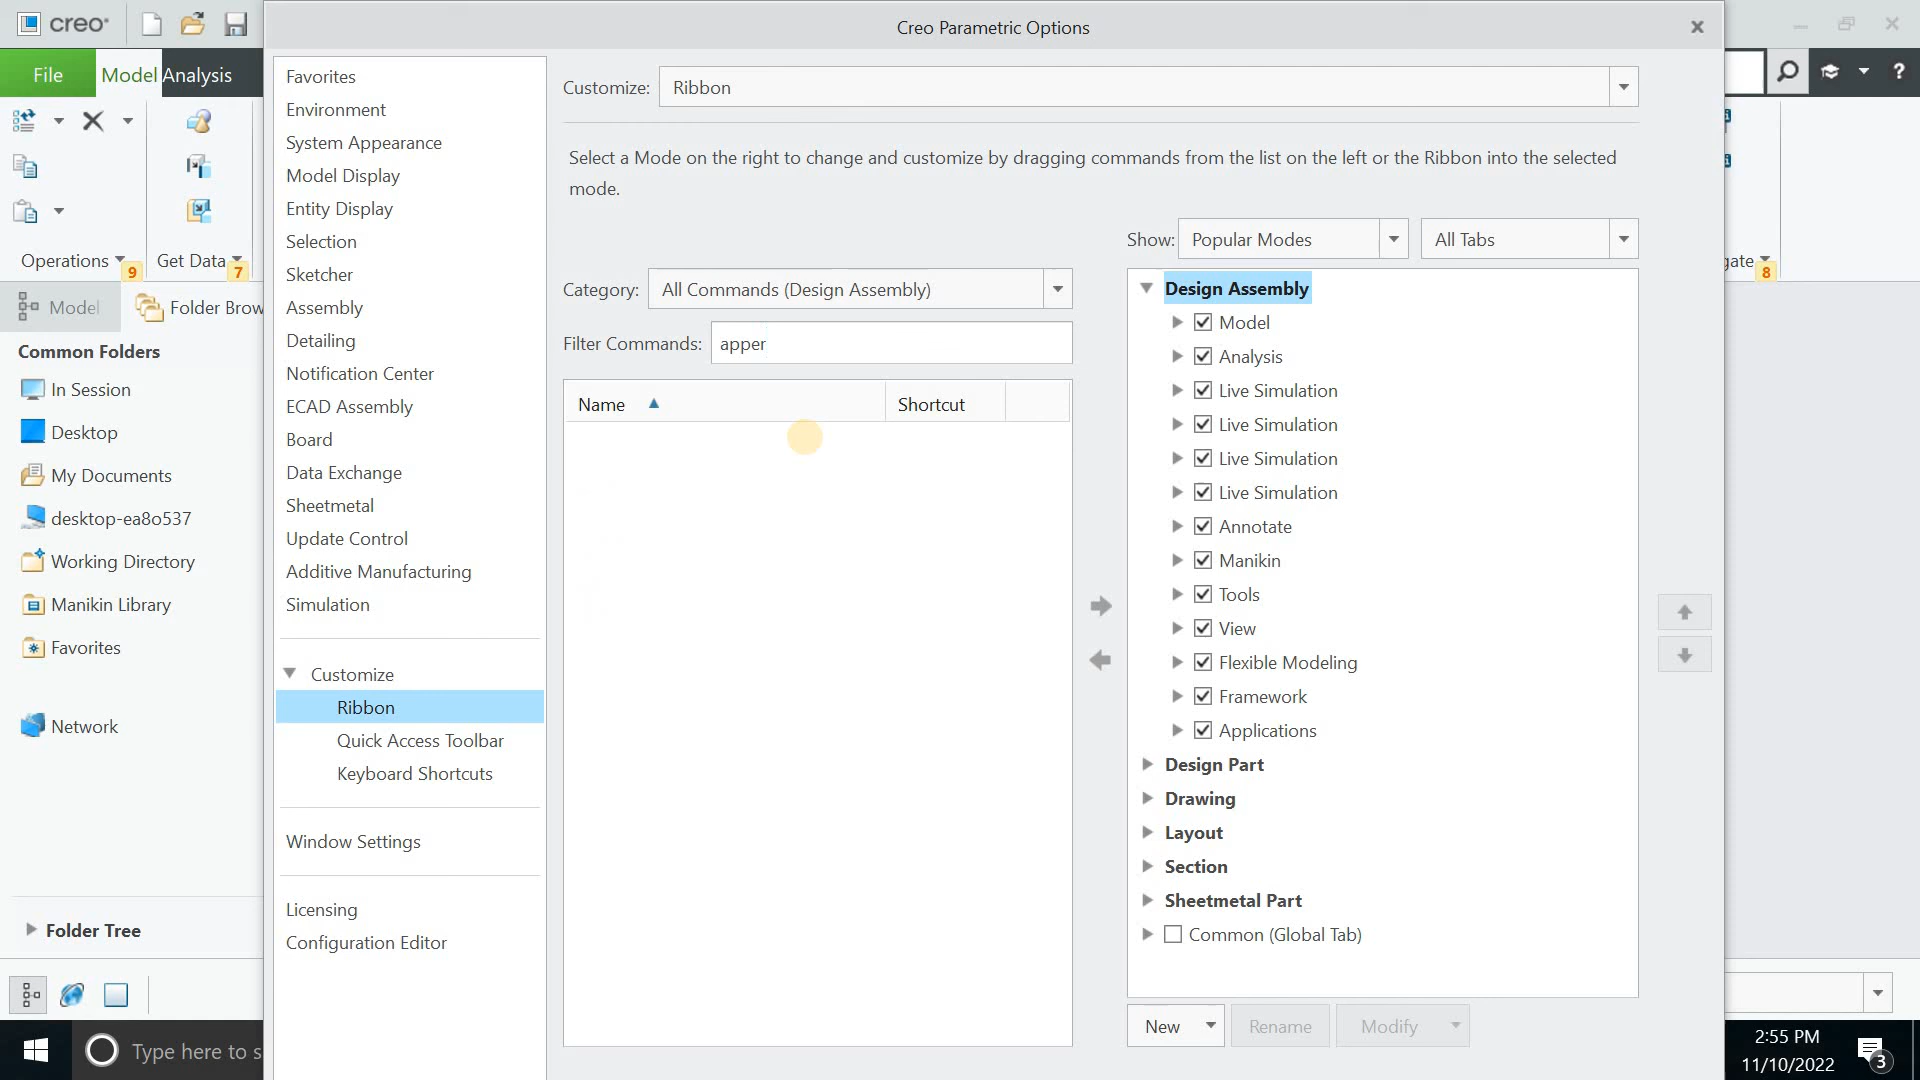 creo
Creo Parametric Options
File
Model
Analysis
Operations
9
Get Data
7
Model
Folder Brow
Common Folders
In Session
Desktop
My Documents
desktop-ea8o537
Working Directory
Manikin Library
Favorites
Network
Folder Tree
Type here to s
Favorites
Environment
System Appearance
Model Display
Entity Display
Selection
Sketcher
Assembly
Detailing
Notification Center
ECAD Assembly
Board
Data Exchange
Sheetmetal
Update Control
Additive Manufacturing
Simulation
Customize
Ribbon
Quick Access Toolbar
Keyboard Shortcuts
Window Settings
Licensing
Configuration Editor
Customize: Ribbon
Select a Mode on the right to change and customize by dragging commands from the list on the left or the Ribbon into the selected
mode.
Show: Popular Modes All Tabs
Category: All Commands (Design Assembly)
Filter Commands: apper
Name Shortcut
Design Assembly
Model
Analysis
Live Simulation
Live Simulation
Live Simulation
Live Simulation
Annotate
Manikin
Tools
View
Flexible Modeling
Framework
Applications
Design Part
Drawing
Layout
Section
Sheetmetal Part
Common (Global Tab)
New Rename Modify
?
gate
8
2:55 PM
11/10/2022
3